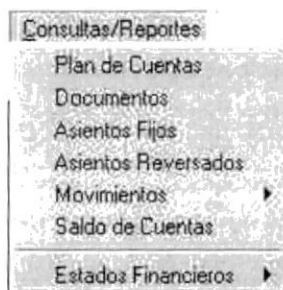 Consultas/Reportes
Plan de Cuentas
Documentos
Asientos Fijos
Asientos Reversados
Movimientos
Saldo de Cuentas
Estados Financieros